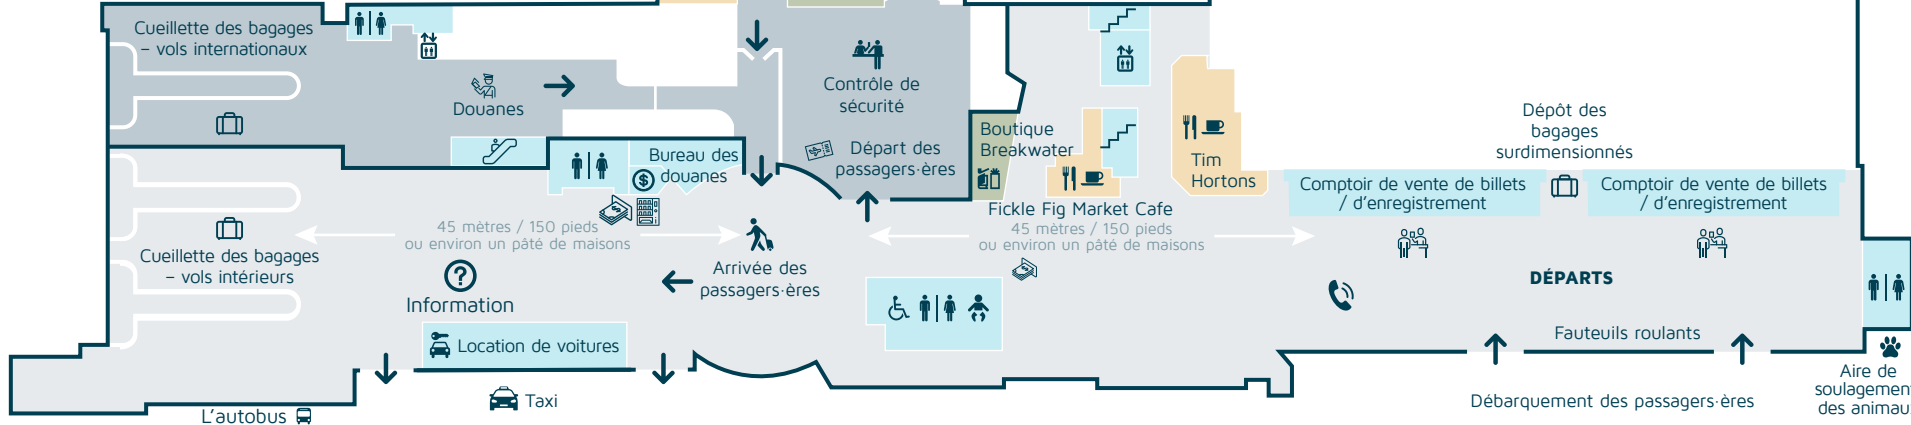 Cueillette des bagages
– vols internationaux
Douanes
Contrôle de
sécurité
Départ des
passagers·ères
Boutique
Breakwater
Tim
Hortons
Dépôt des
bagages
surdimensionnés
Bureau des
douanes
Comptoir de vente de billets
/ d'enregistrement
Comptoir de vente de billets
/ d'enregistrement
Fickle Fig Market Cafe
45 mètres / 150 pieds
ou environ un pâté de maisons
45 mètres / 150 pieds
ou environ un pâté de maisons
Cueillette des bagages
– vols intérieurs
Information
Arrivée des
passagers·ères
DÉPARTS
Fauteuils roulants
Location de voitures
Taxi
L'autobus
Débarquement des passagers·ères
Aire de
soulagement
des animau